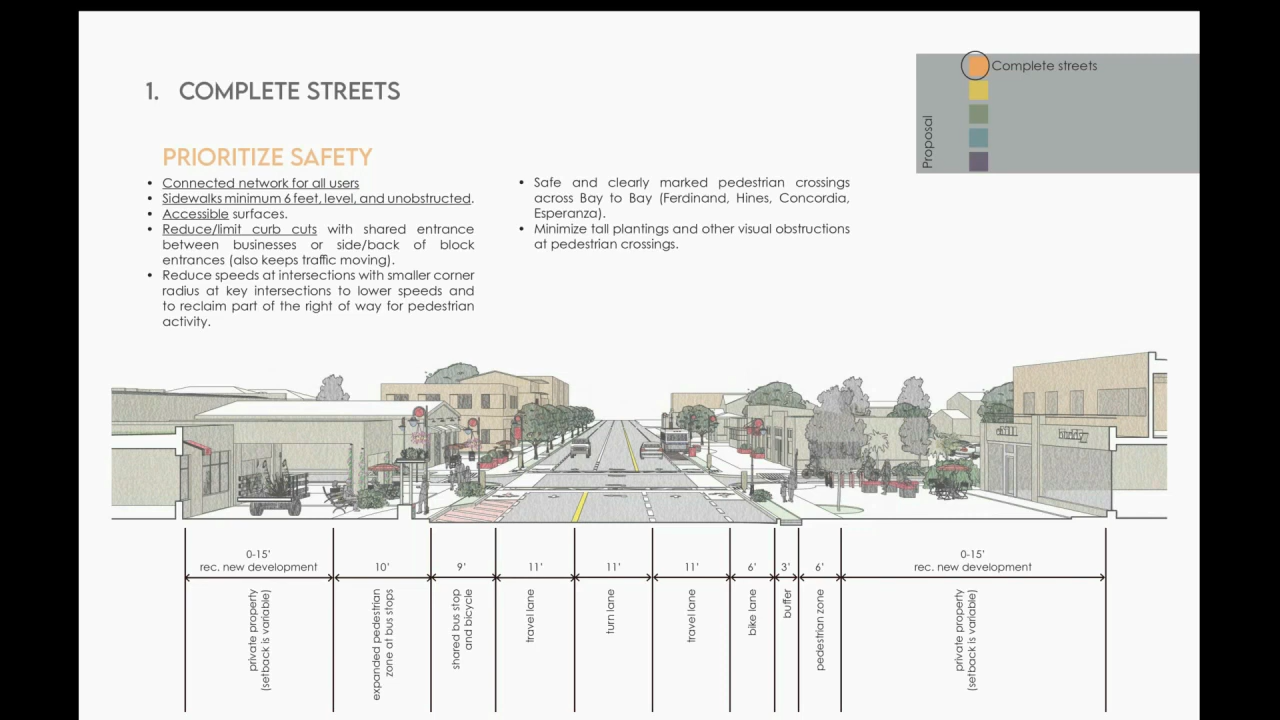 1. COMPLETE STREETS
Complete streets
Proposal
PRIORITIZE SAFETY
• Connected network for all users
• Sidewalks minimum 6 feet, level, and unobstructed.
• Accessible surfaces.
• Reduce/limit curb cuts with shared entrance
between businesses or side/back of block
entrances (also keeps traffic moving).
• Reduce speeds at intersections with smaller corner
radius at key intersections to lower speeds and
to reclaim part of the right of way for pedestrian
activity.
• Safe and clearly marked pedestrian crossings
across Bay to Bay (Ferdinand, Hines, Concordia,
Esperanza).
• Minimize tall plantings and other visual obstructions
at pedestrian crossings.
0-15'
rec. new development
10'
9'
11'
11'
11'
6'
3'
6'
0-15'
rec. new development
private property
(setback is variable)
expanded pedestrian
zone at bus stops
shared bus stop
and bicycle
travel lane
turn lane
travel lane
bike lane
buffer
pedestrian zone
private property
(setback is variable)